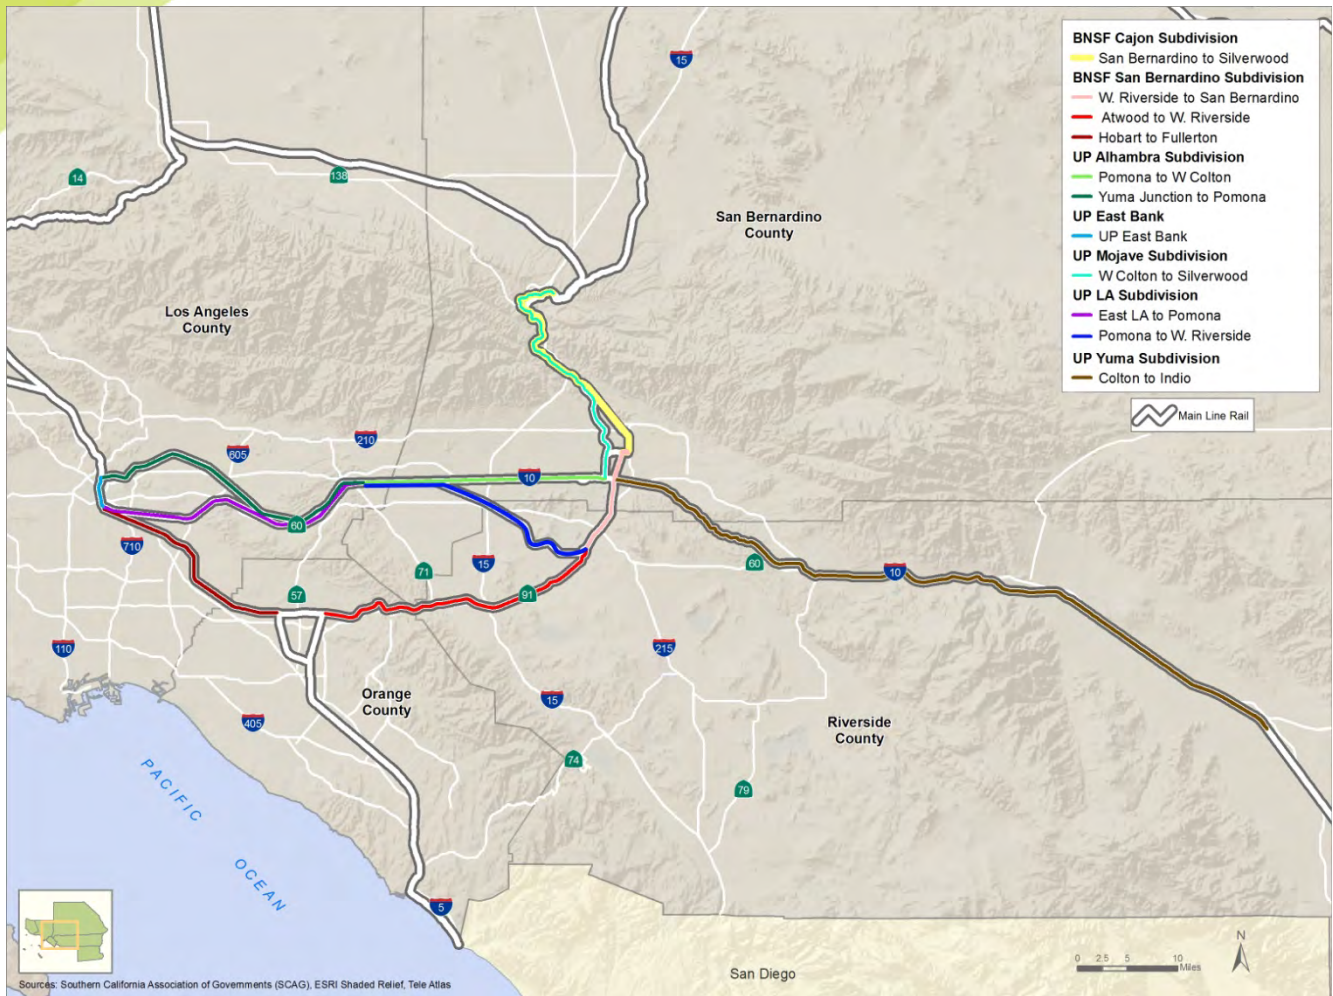 BNSF Cajon Subdivision
San Bernardino to Silverwood
BNSF San Bernardino Subdivision
W. Riverside to San Bernardino
Atwood to W. Riverside
Hobart to Fullerton
UP Alhambra Subdivision
Pomona to W Colton
Yuma Junction to Pomona
UP East Bank
UP East Bank
UP Mojave Subdivision
W Colton to Silverwood
UP LA Subdivision
East LA to Pomona
Pomona to W. Riverside
UP Yuma Subdivision
Colton to Indio
Main Line Rail
15
14
138
San Bernardino
County
Los Angeles
County
210
605
10
60
710
15
71
60
10
57
91
110
215
Orange
County
15
405
Riverside
County
74
79
PACIFIC
OCEAN
5
N
0 2.5 5 10
Miles
San Diego
Sources: Southern California Association of Governments (SCAG), ESRI Shaded Relief, Tele Atlas